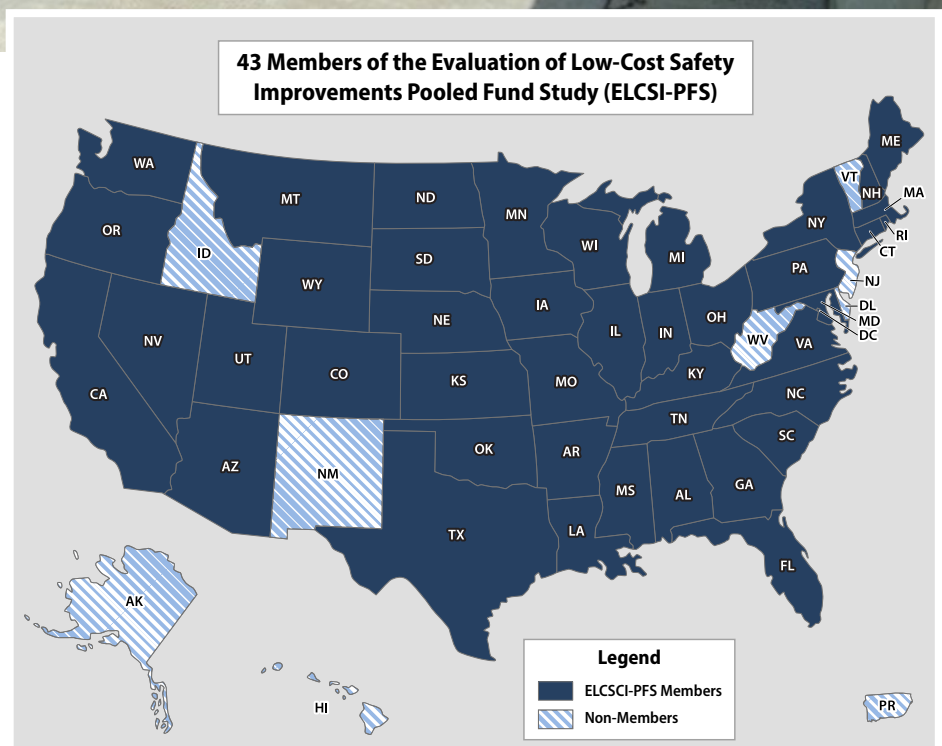 43 Members of the Evaluation of Low-Cost Safety
Improvements Pooled Fund Study (ELCSI-PFS)
WA
MT
ND
MN
ME
VT
NH
MA
OR
ID
SD
WI
MI
NY
RI
CT
WY
PA
NJ
NE
IA
IL
IN
OH
DL
MD
DC
NV
UT
CO
KS
MO
KY
WV
VA
CA
NC
TN
AZ
NM
OK
AR
SC
MS
AL
GA
TX
LA
FL
AK
HI
PR
Legend
ELCSCI-PFS Members
Non-Members